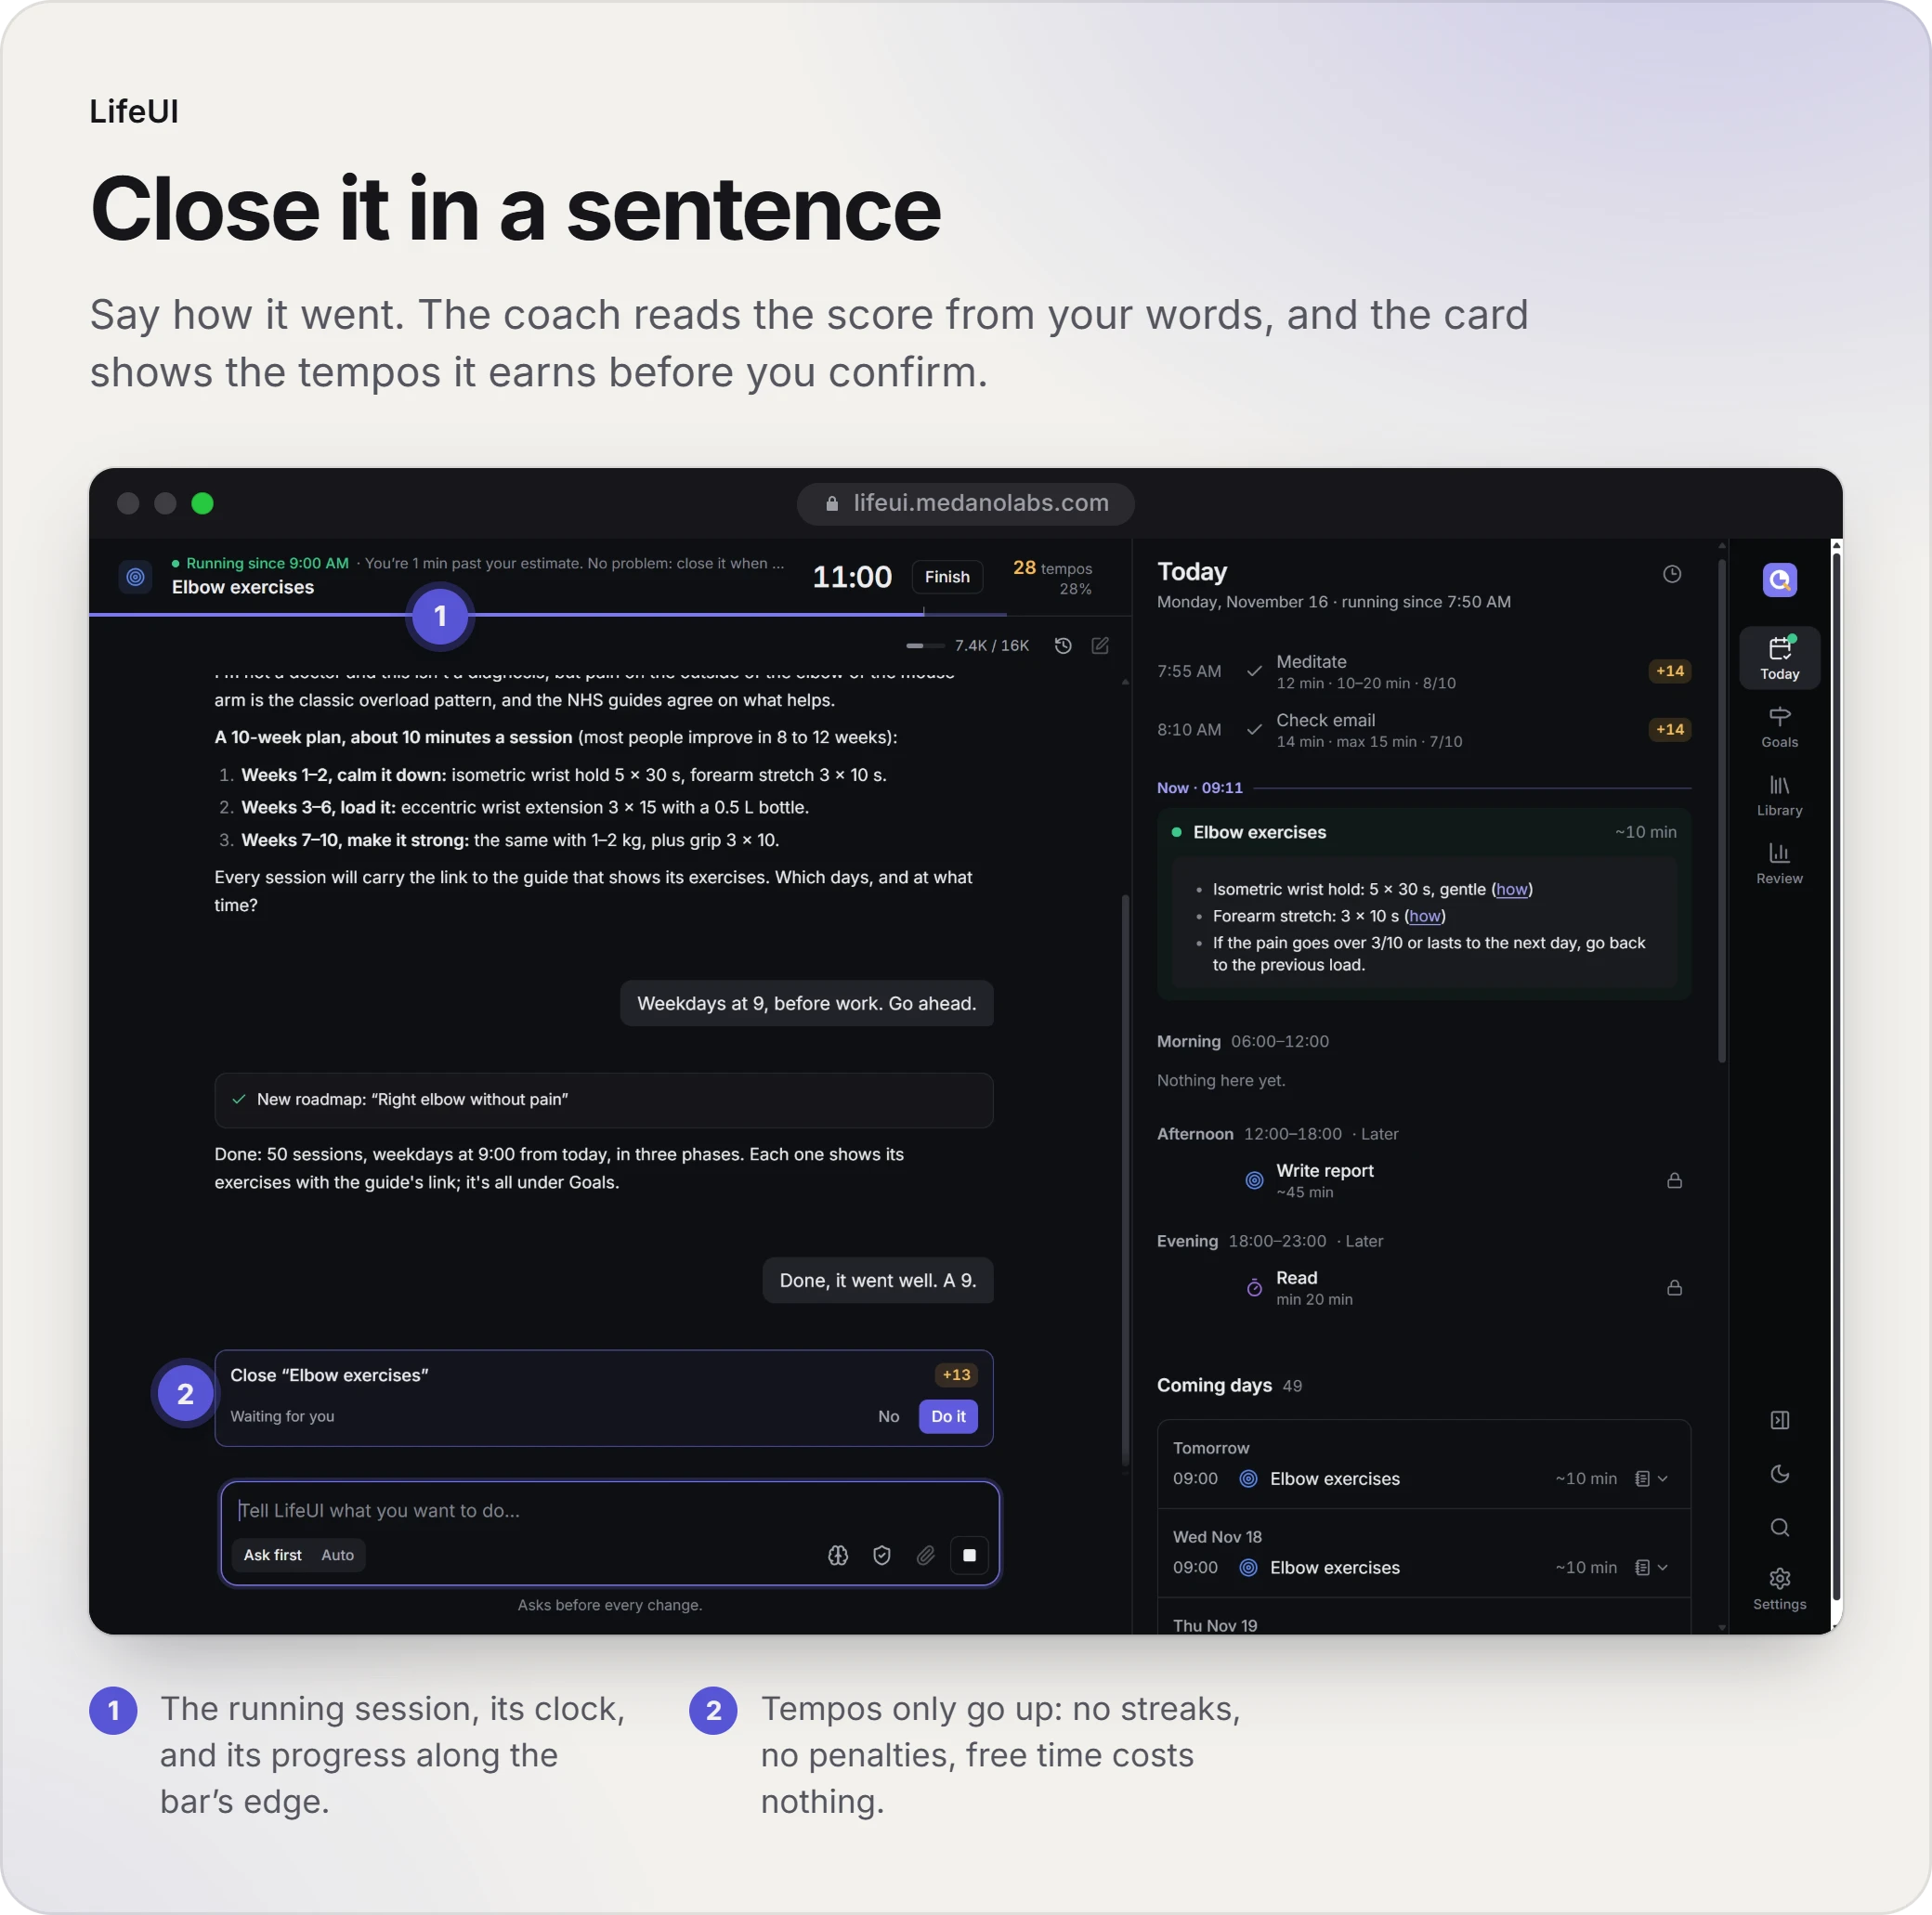 LifeUI
Close it in a sentence
Say how it went. The coach reads the score from your words, and the card
shows the tempos it earns before you confirm.
lifeui.medanolabs.com
Running since 9:00 AM · You're 1 min past your estimate. No problem: close it when ...
Elbow exercises
11:00
Finish
28 tempos
28%
1
7.4K / 16K
I'm not a doctor and this isn't a diagnosis, but pain on the outside of the elbow of the mouse
arm is the classic overload pattern, and the NHS guides agree on what helps.
A 10-week plan, about 10 minutes a session (most people improve in 8 to 12 weeks):
1. Weeks 1–2, calm it down: isometric wrist hold 5 × 30 s, forearm stretch 3 × 10 s.
2. Weeks 3–6, load it: eccentric wrist extension 3 × 15 with a 0.5 L bottle.
3. Weeks 7–10, make it strong: the same with 1–2 kg, plus grip 3 × 10.
Every session will carry the link to the guide that shows its exercises. Which days, and at what
time?
Weekdays at 9, before work. Go ahead.
New roadmap: “Right elbow without pain”
Done: 50 sessions, weekdays at 9:00 from today, in three phases. Each one shows its
exercises with the guide's link; it's all under Goals.
Done, it went well. A 9.
2
Close “Elbow exercises”
+13
Waiting for you
No
Do it
Tell LifeUI what you want to do...
Ask first
Auto
Asks before every change.
Today
Monday, November 16 · running since 7:50 AM
7:55 AM
Meditate
12 min · 10–20 min · 8/10
+14
8:10 AM
Check email
14 min · max 15 min · 7/10
+14
Now · 09:11
Elbow exercises
~10 min
• Isometric wrist hold: 5 × 30 s, gentle (how)
• Forearm stretch: 3 × 10 s (how)
• If the pain goes over 3/10 or lasts to the next day, go back
to the previous load.
Morning 06:00–12:00
Nothing here yet.
Afternoon 12:00–18:00 · Later
Write report
~45 min
Evening 18:00–23:00 · Later
Read
min 20 min
Coming days 49
Tomorrow
09:00 Elbow exercises ~10 min
Wed Nov 18
09:00 Elbow exercises ~10 min
Thu Nov 19
Today
Goals
Library
Review
Settings
1 The running session, its clock,
and its progress along the
bar’s edge.
2 Tempos only go up: no streaks,
no penalties, free time costs
nothing.